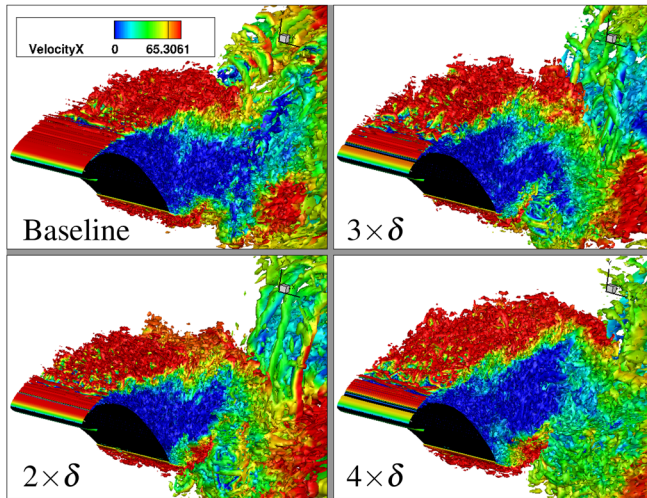 VelocityX 0 65.3061
Baseline
3×δ
2×δ
4×δ